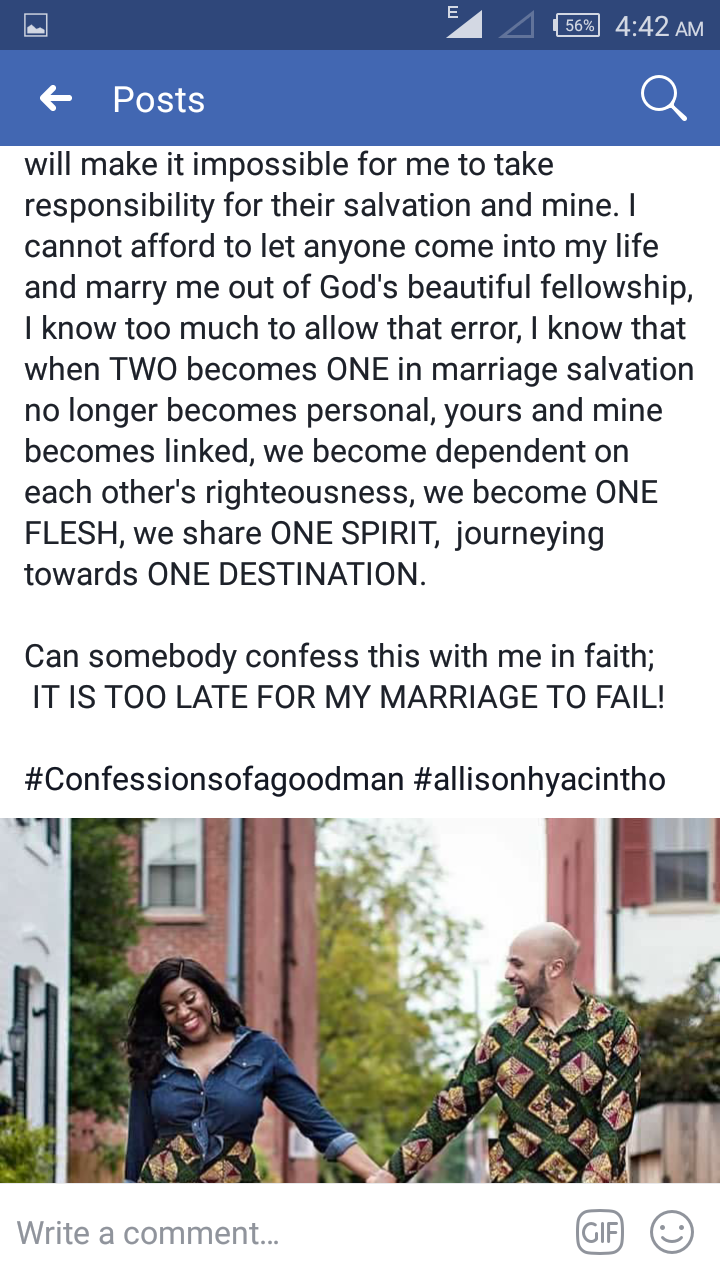 E
56%
4:42 AM
Posts
will make it impossible for me to take
responsibility for their salvation and mine. I
cannot afford to let anyone come into my life
and marry me out of God's beautiful fellowship,
I know too much to allow that error, I know that
when TWO becomes ONE in marriage salvation
no longer becomes personal, yours and mine
becomes linked, we become dependent on
each other's righteousness, we become ONE
FLESH, we share ONE SPIRIT,  journeying
towards ONE DESTINATION.
Can somebody confess this with me in faith;
IT IS TOO LATE FOR MY MARRIAGE TO FAIL!
#Confessionsofagoodman #allisonhyacintho
Write a comment...
GIF